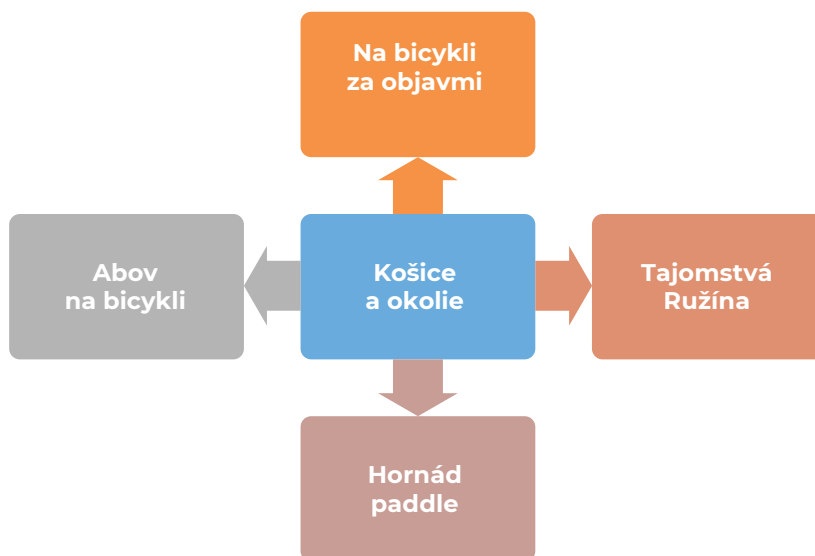 Na bicykli
za objavmi
Abov
na bicykli
Košice
a okolie
Tajomstvá
Ružína
Hornád
paddle